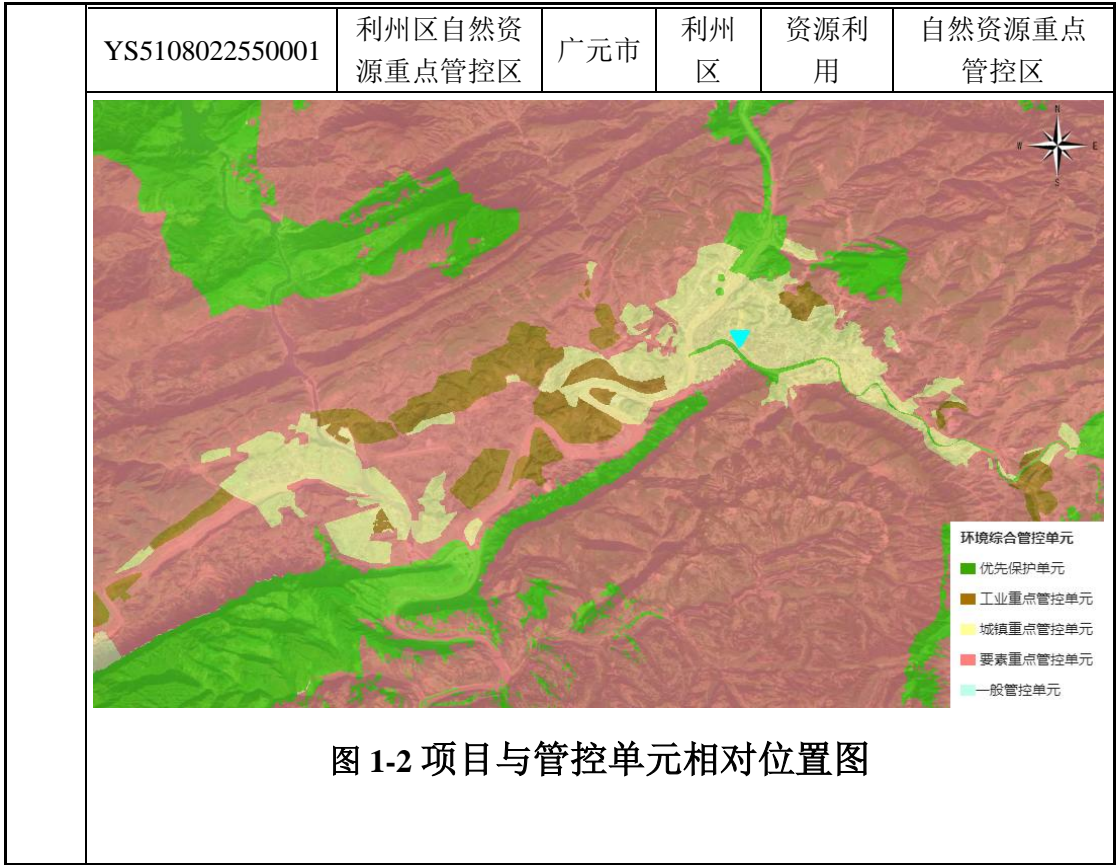 YS5108022550001
利州区自然资
源重点管控区
广元市
利州
区
资源利
用
自然资源重点
管控区
N
W
E
S
环境综合管控单元
优先保护单元
工业重点管控单元
城镇重点管控单元
要素重点管控单元
一般管控单元
图 1-2 项目与管控单元相对位置图